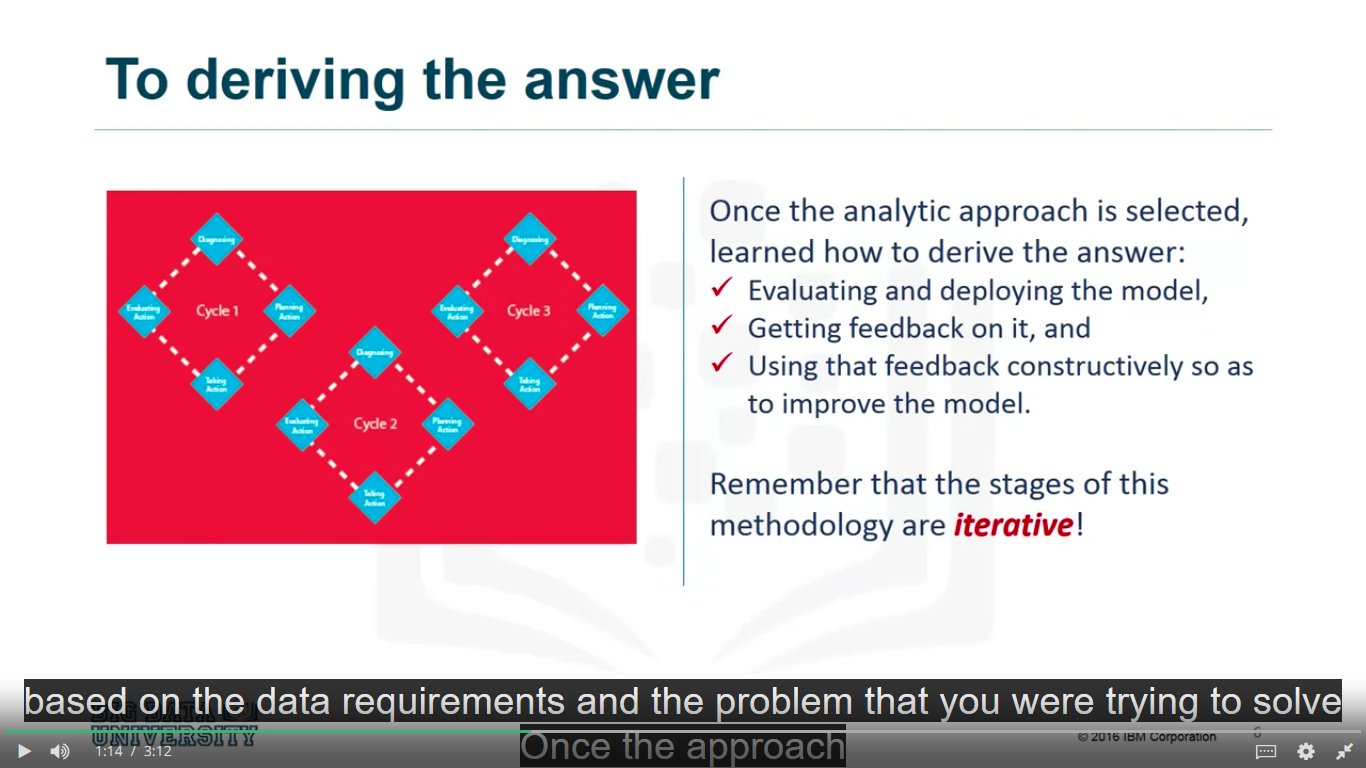 To deriving the answer
Diagnosing
Evaluating
Action
Cycle 1
Planning
Action
Taking
Action
Diagnosing
Evaluating
Action
Cycle 2
Planning
Action
Taking
Action
Diagnosing
Evaluating
Action
Cycle 3
Planning
Action
Taking
Action
Once the analytic approach is selected,
learned how to derive the answer:
✓ Evaluating and deploying the model,
✓ Getting feedback on it, and
✓ Using that feedback constructively so as
to improve the model.
Remember that the stages of this
methodology are iterative!
based on the data requirements and the problem that you were trying to solve
Once the approach
BIG DATA
UNIVERSITY
1:14 / 3:12
© 2016 IBM Corporation